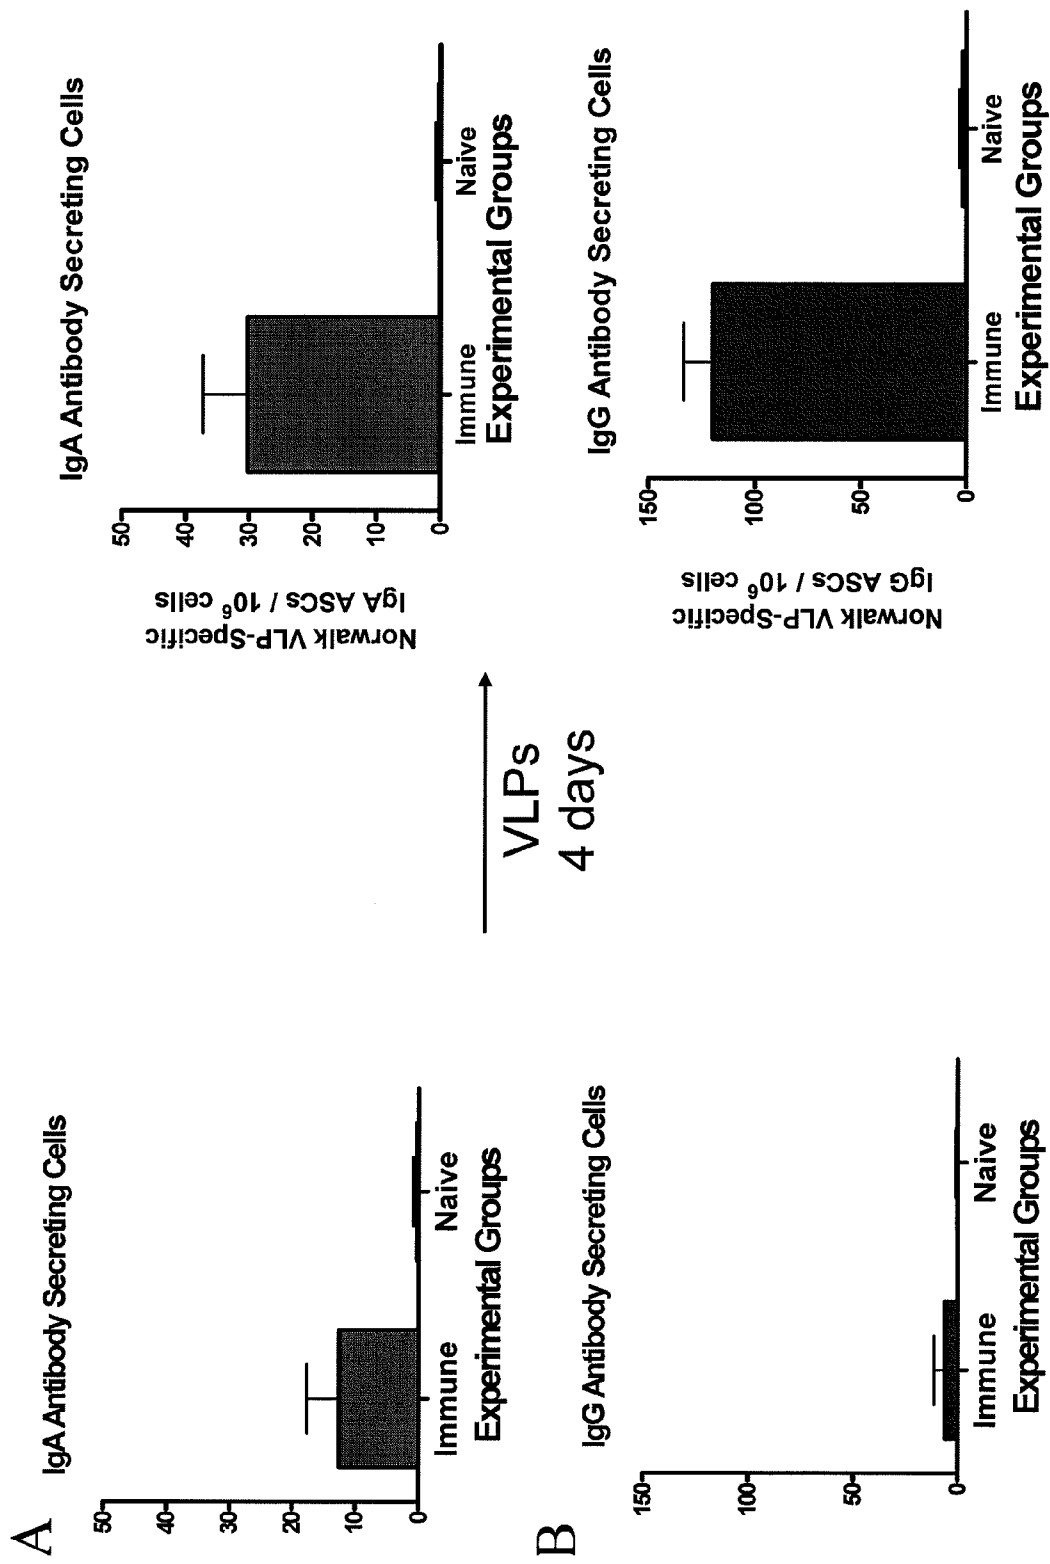 A
IgA Antibody Secreting Cells
50
40
30
20
10
0
Immune
Naive
Experimental Groups
VLPs
4 days
IgA Antibody Secreting Cells
Norwalk VLP-Specific
IgA ASCs / 10⁶ cells
50
40
30
20
10
0
Immune
Naive
Experimental Groups
B
IgG Antibody Secreting Cells
150
100
50
0
Immune
Naive
Experimental Groups
IgG Antibody Secreting Cells
Norwalk VLP-Specific
IgG ASCs / 10⁶ cells
150
100
50
0
Immune
Naive
Experimental Groups